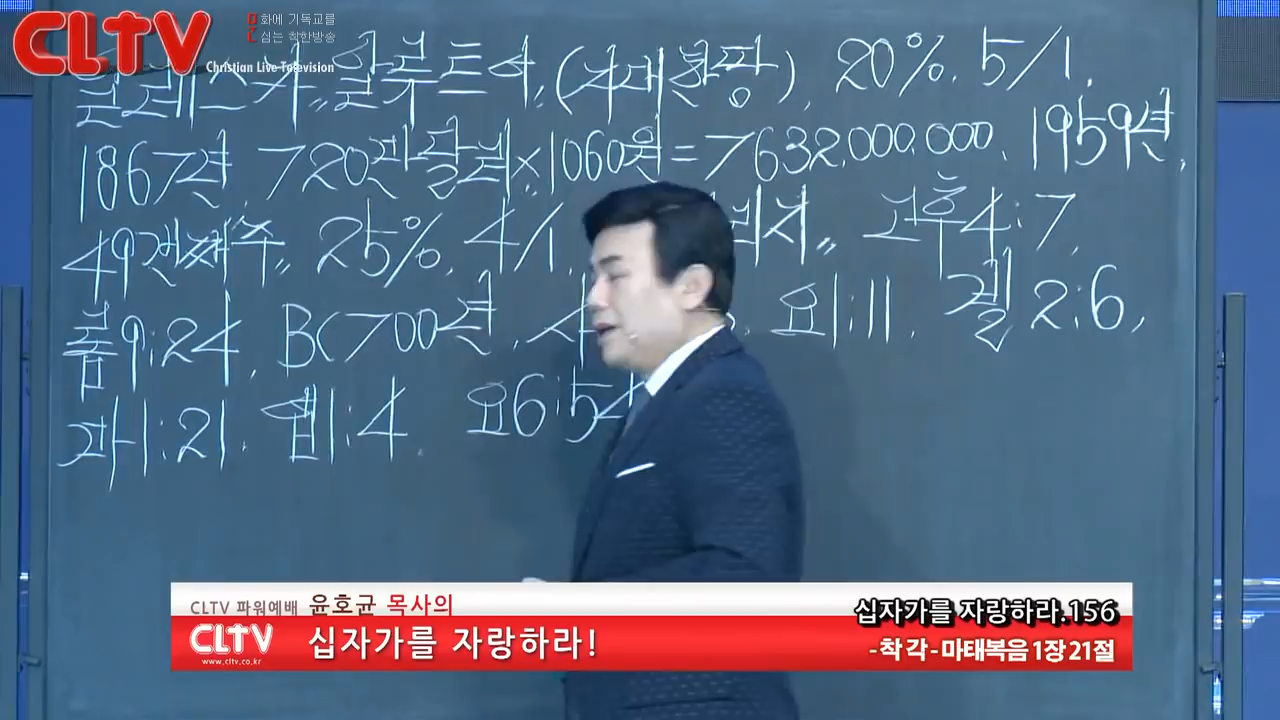 CLTV
문화에 기독교를
심는 착한방송
Christian Live Television
20%. 5/1.
1867년. 720만달러×1060원=7632.000.000. 1959년.
49번째 주〃 25%. 4/1. 고후4:7.
롬9:24. BC700년. 사 요1:11. 겔2:6,
마1:21. 엡1:4. 요6:54
CLTV 파워예배 윤호균 목사의
십자가를 자랑하라.156
CLTV
www.cltv.co.kr
십자가를 자랑하라!
-착각-마태복음 1장 21절